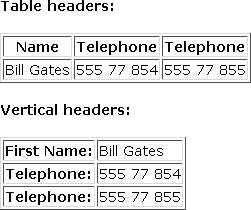 Table headers:
Name Telephone Telephone
Bill Gates 555 77 854 555 77 855
Vertical headers:
First Name: Bill Gates
Telephone: 555 77 854
Telephone: 555 77 855